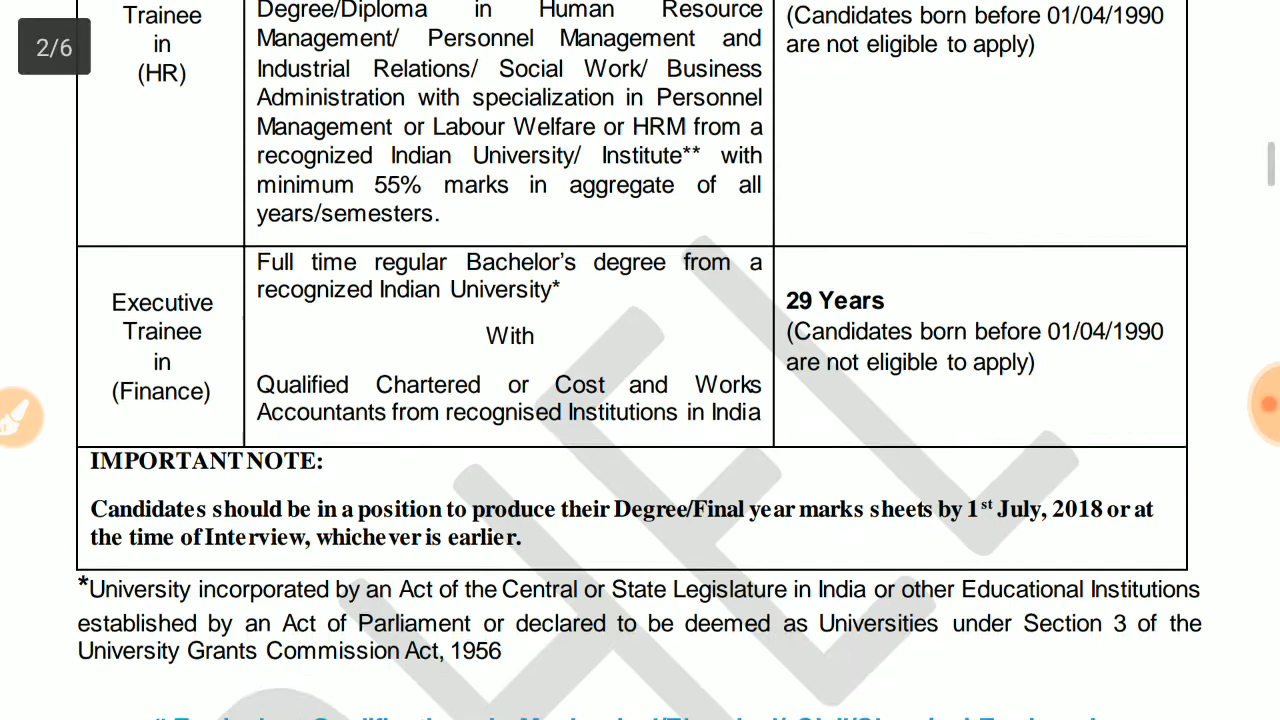 2/6
Trainee
in
(HR)
Degree/Diploma in Human Resource
Management/ Personnel Management and
Industrial Relations/ Social Work/ Business
Administration with specialization in Personnel
Management or Labour Welfare or HRM from a
recognized Indian University/ Institute** with
minimum 55% marks in aggregate of all
years/semesters.
(Candidates born before 01/04/1990
are not eligible to apply)
Executive
Trainee
in
(Finance)
Full time regular Bachelor's degree from a
recognized Indian University*
With
Qualified Chartered or Cost and Works
Accountants from recognised Institutions in India
29 Years
(Candidates born before 01/04/1990
are not eligible to apply)
IMPORTANT NOTE:
Candidates should be in a position to produce their Degree/Final year marks sheets by 1st July, 2018 or at
the time of Interview, whichever is earlier.
*University incorporated by an Act of the Central or State Legislature in India or other Educational Institutions
established by an Act of Parliament or declared to be deemed as Universities under Section 3 of the
University Grants Commission Act, 1956
BHEL